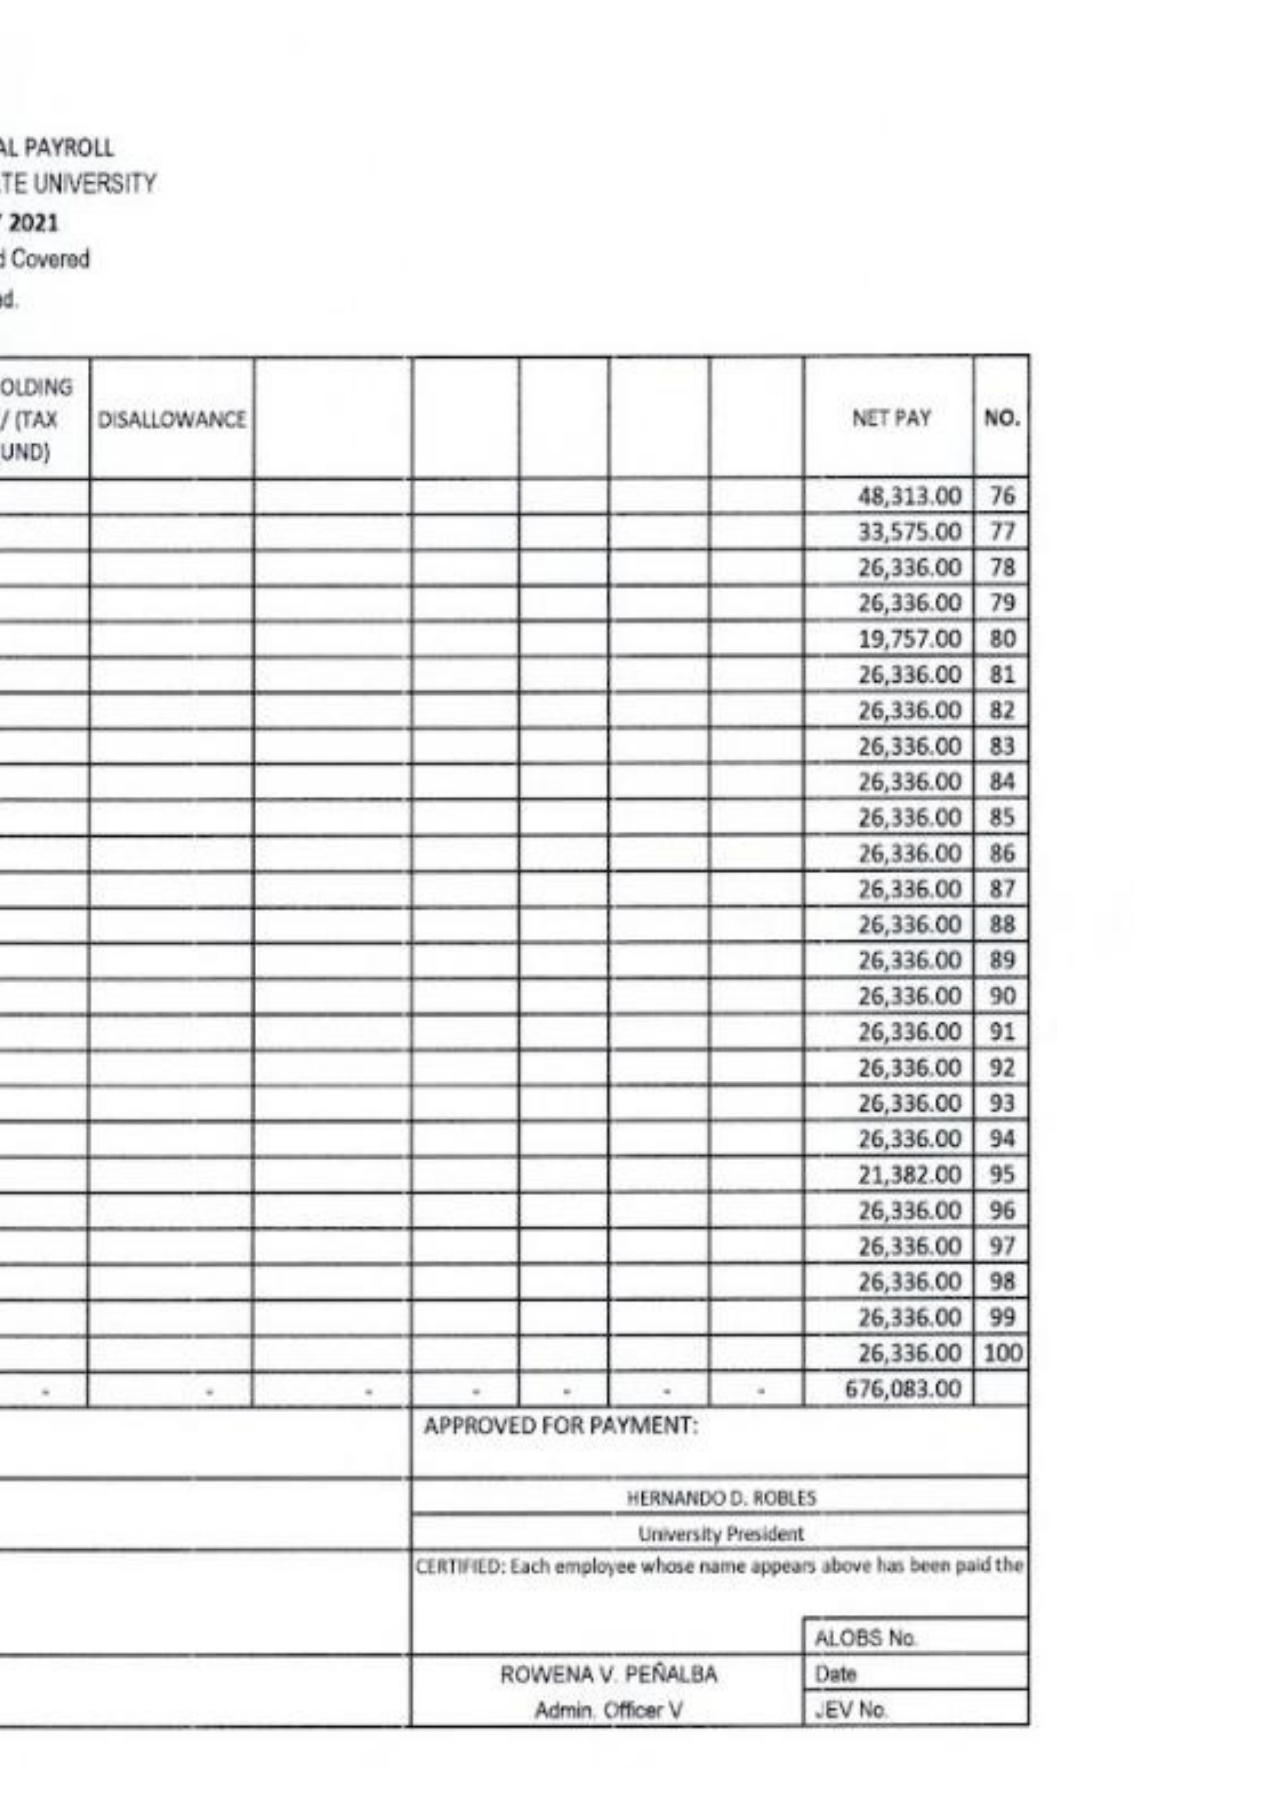 AL PAYROLL
TE UNIVERSITY
Y 2021
d Covered
ed.
OLDING
/ (TAX
UND)
DISALLOWANCE
NET PAY
NO.
48,313.00 76
33,575.00 77
26,336.00 78
26,336.00 79
19,757.00 80
26,336.00 81
26,336.00 82
26,336.00 83
26,336.00 84
26,336.00 85
26,336.00 86
26,336.00 87
26,336.00 88
26,336.00 89
26,336.00 90
26,336.00 91
26,336.00 92
26,336.00 93
26,336.00 94
21,382.00 95
26,336.00 96
26,336.00 97
26,336.00 98
26,336.00 99
26,336.00 100
- - - - - - - 676,083.00
APPROVED FOR PAYMENT:
HERNANDO D. ROBLES
University President
CERTIFIED: Each employee whose name appears above has been paid the
ALOBS No.
ROWENA V. PEÑALBA
Date
Admin. Officer V
JEV No.